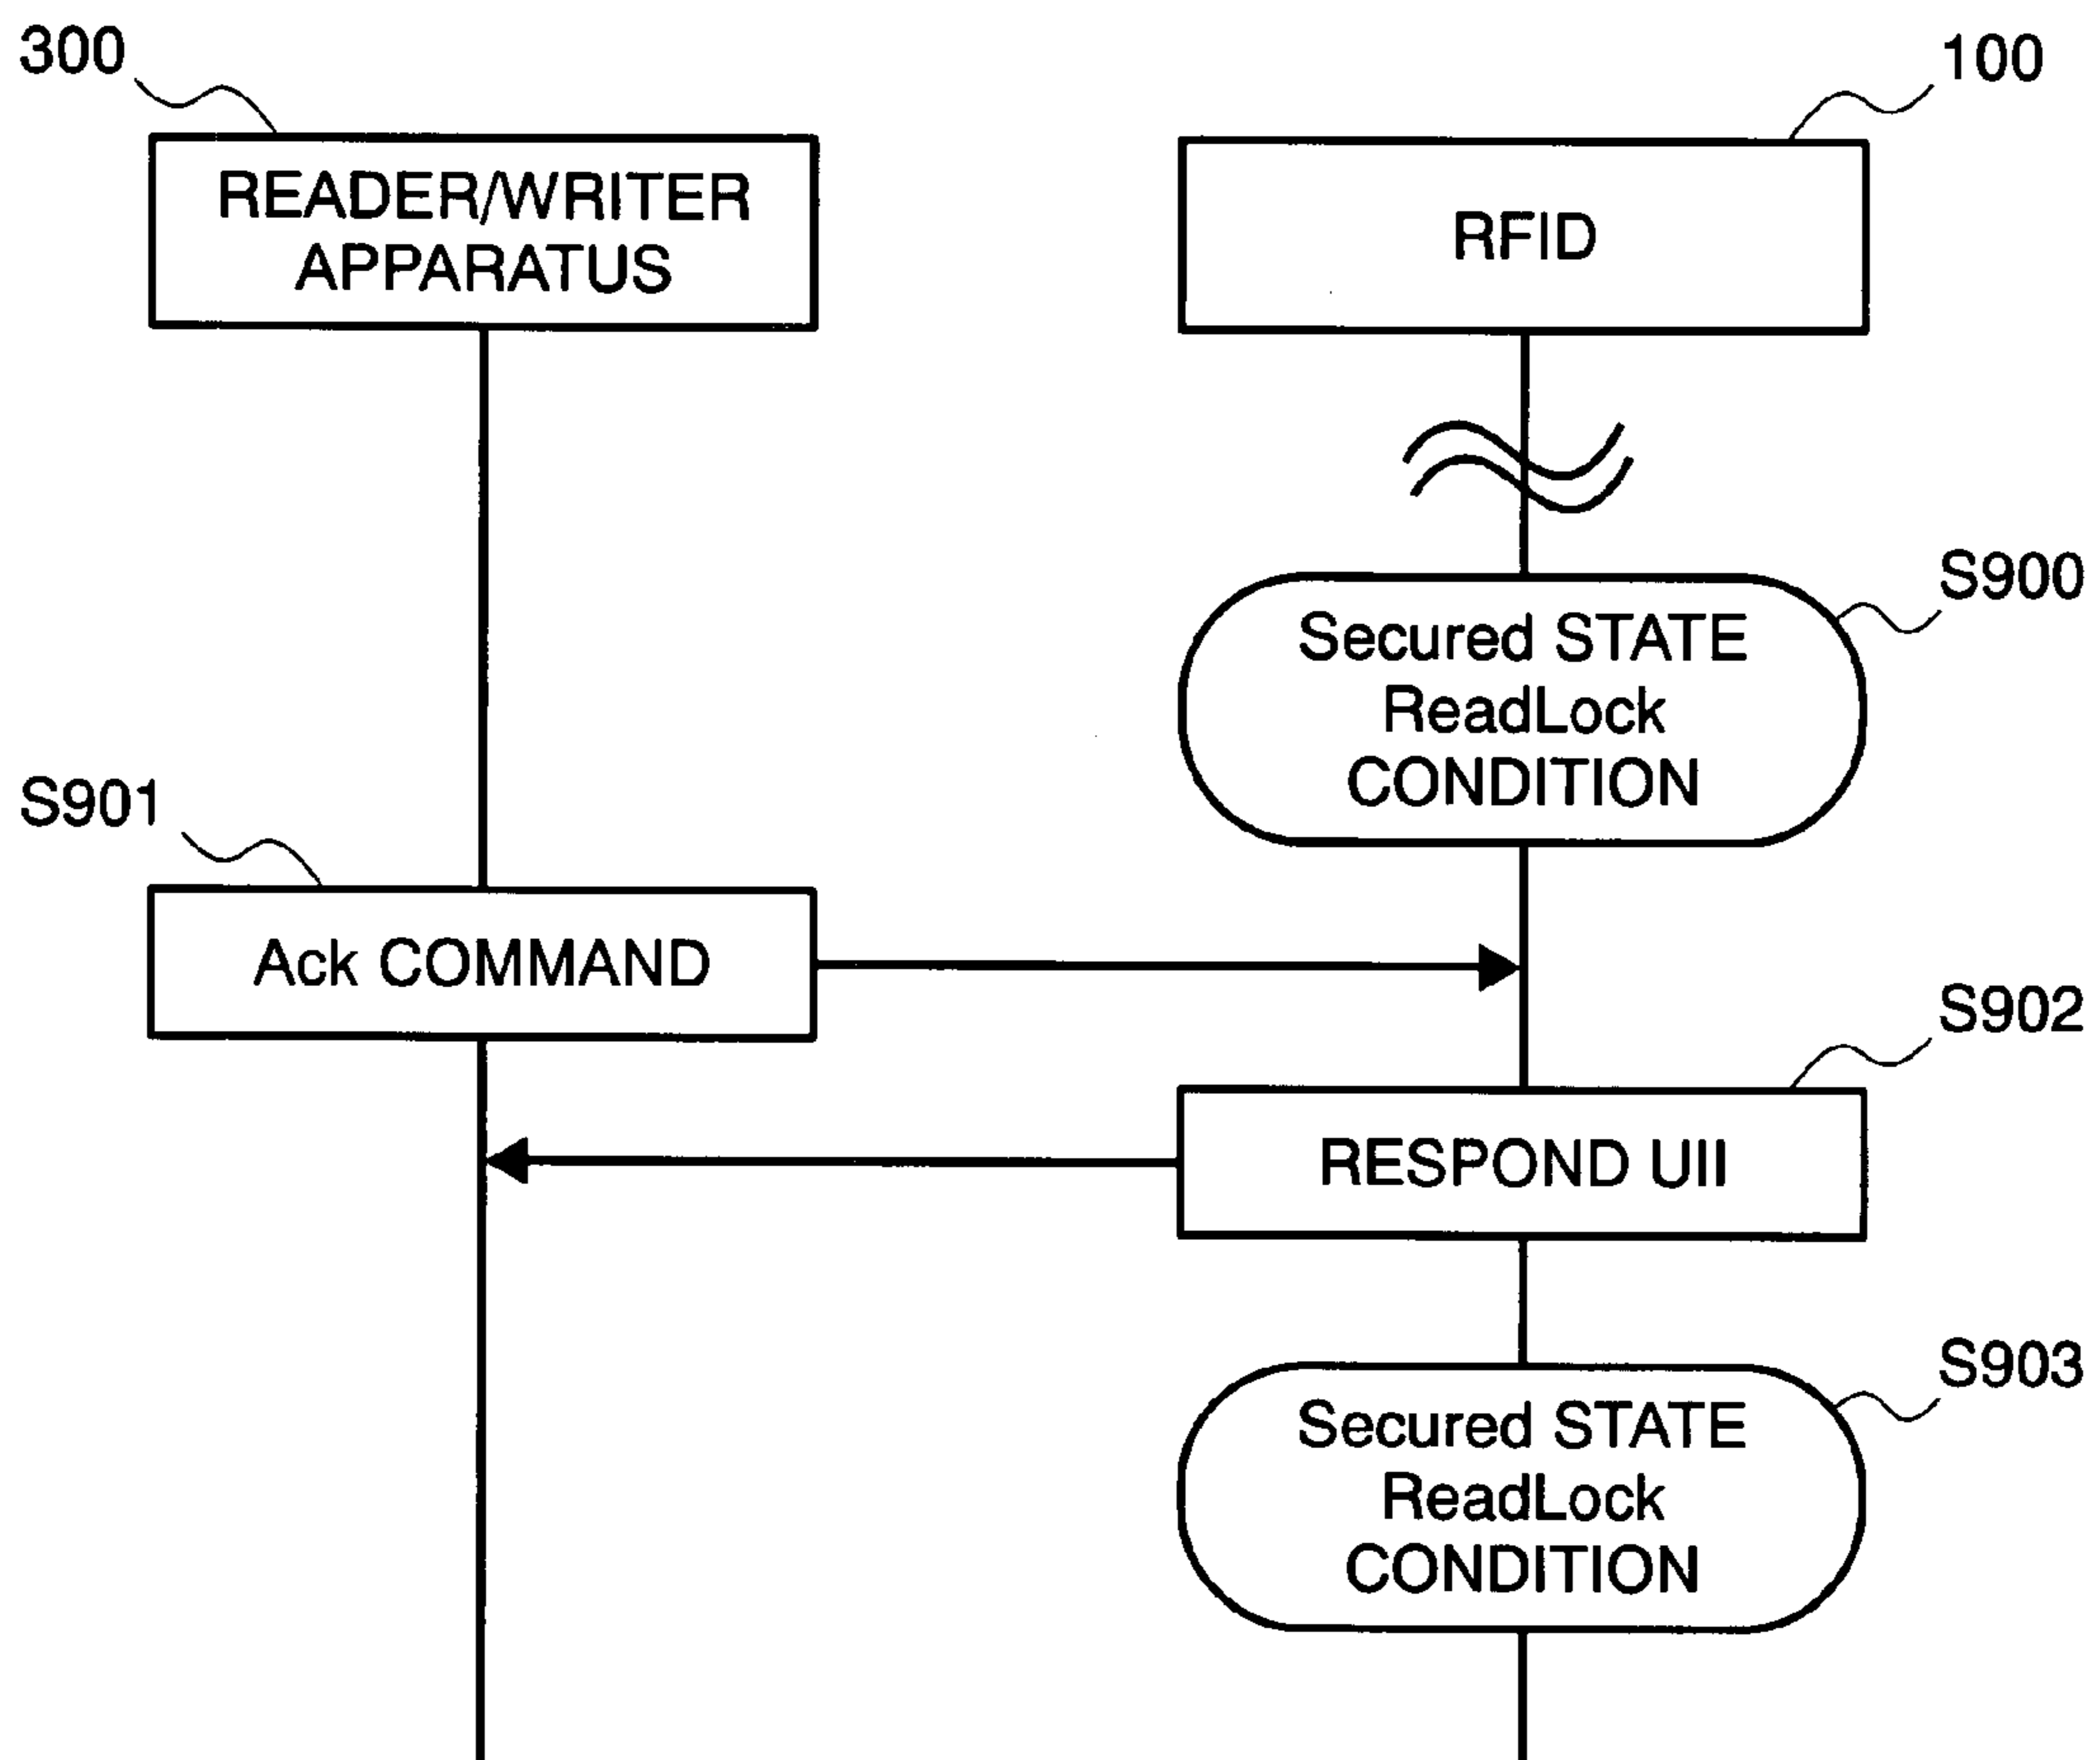 300
100
READER/WRITER
APPARATUS
RFID
S900
Secured STATE
ReadLock
CONDITION
S901
Ack COMMAND
S902
RESPOND UII
S903
Secured STATE
ReadLock
CONDITION